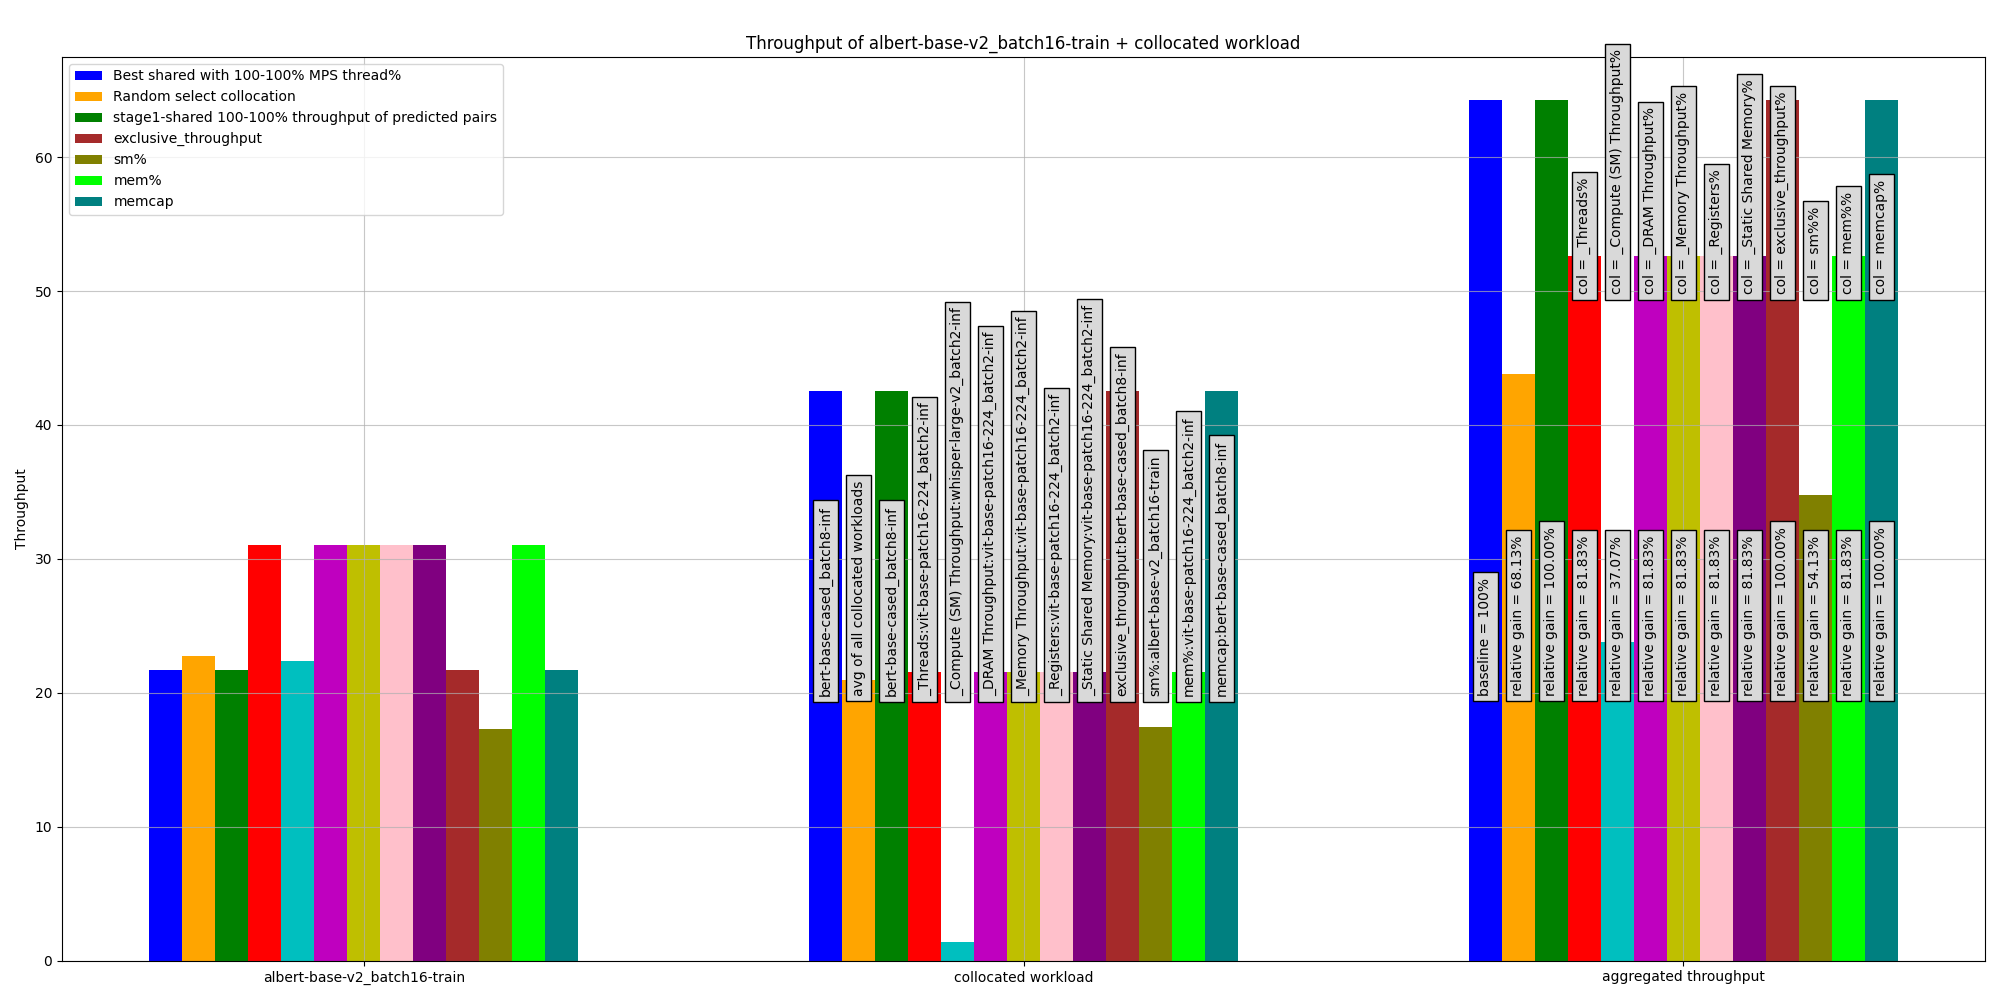 Throughput of albert-base-v2_batch16-train + collocated workload
Best shared with 100-100% MPS thread%
Random select collocation
stage1-shared 100-100% throughput of predicted pairs
exclusive_throughput
sm%
mem%
memcap
Throughput
60
50
40
30
20
10
0
bert-base-cased_batch8-inf
avg of all collocated workloads
bert-base-cased_batch8-inf
_Threads:vit-base-patch16-224_batch2-inf
_Compute (SM) Throughput:whisper-large-v2_batch2-inf
_DRAM Throughput:vit-base-patch16-224_batch2-inf
_Memory Throughput:vit-base-patch16-224_batch2-inf
_Registers:vit-base-patch16-224_batch2-inf
_Static Shared Memory:vit-base-patch16-224_batch2-inf
exclusive_throughput:bert-base-cased_batch8-inf
sm%:albert-base-v2_batch16-train
mem%:vit-base-patch16-224_batch2-inf
memcap:bert-base-cased_batch8-inf
col = _Threads%
col = _Compute (SM) Throughput%
col = _DRAM Throughput%
col = _Memory Throughput%
col = _Registers%
col = _Static Shared Memory%
col = exclusive_throughput%
col = sm%%
col = mem%%
col = memcap%
baseline = 100%
relative gain = 68.13%
relative gain = 100.00%
relative gain = 81.83%
relative gain = 37.07%
relative gain = 81.83%
relative gain = 81.83%
relative gain = 81.83%
relative gain = 81.83%
relative gain = 100.00%
relative gain = 54.13%
relative gain = 81.83%
relative gain = 100.00%
albert-base-v2_batch16-train
collocated workload
aggregated throughput